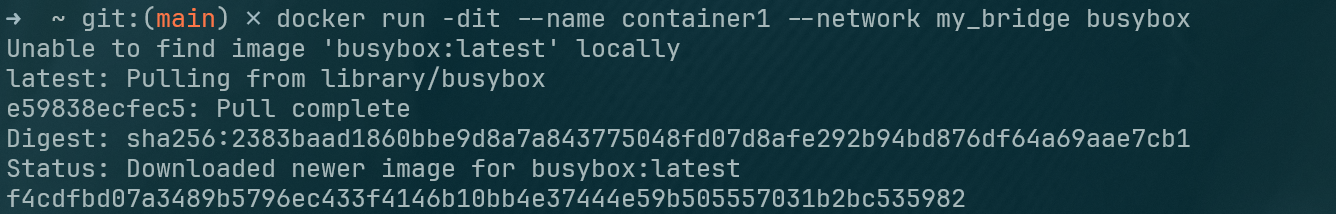 ➜  ~ git:(main) ✕ docker run -dit --name container1 --network my_bridge busybox
Unable to find image 'busybox:latest' locally
latest: Pulling from library/busybox
e59838ecfec5: Pull complete
Digest: sha256:2383baad1860bbe9d8a7a843775048fd07d8afe292b94bd876df64a69aae7cb1
Status: Downloaded newer image for busybox:latest
f4cdfbd07a3489b5796ec433f4146b10bb4e37444e59b505557031b2bc535982